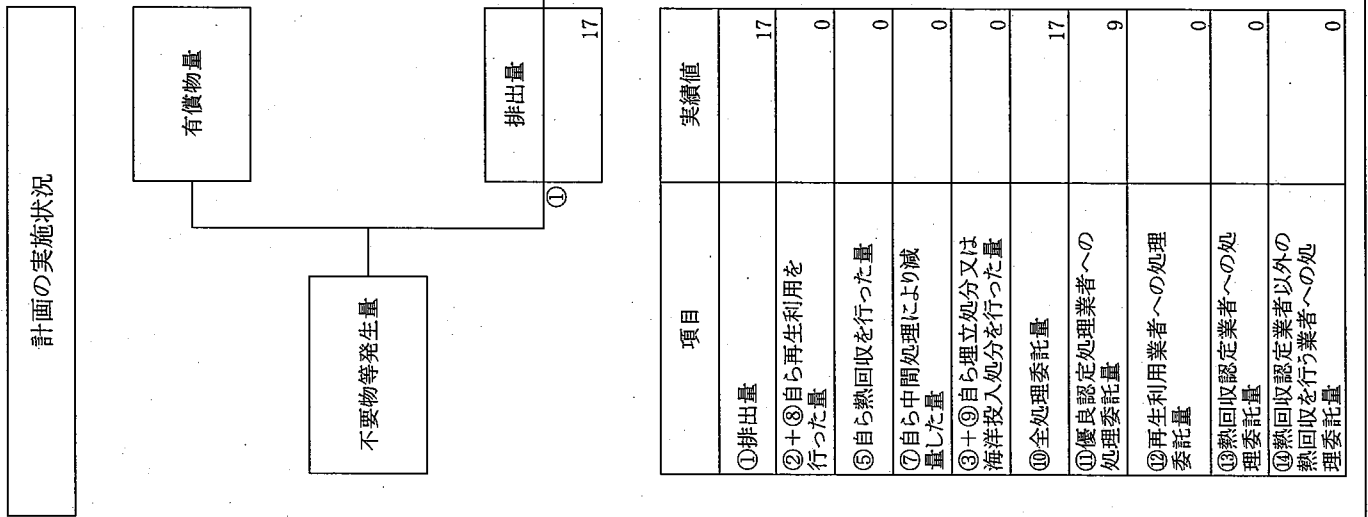 計画の実施状況
有償物量
不要物等発生量
①
排出量
17
項目
実績値
①排出量
17
②+⑧自ら再生利用を
行った量
0
⑤自ら熱回収を行った量
0
⑦自ら中間処理により減
量した量
0
③+⑨自ら埋立処分又は
海洋投入処分を行った量
0
⑩全処理委託量
17
⑪優良認定処理業者への
処理委託量
9
⑫再生利用業者への処理
委託量
0
⑬熱回収認定業者への処
理委託量
0
⑭熱回収認定業者以外の
熱回収を行う業者への処
理委託量
0